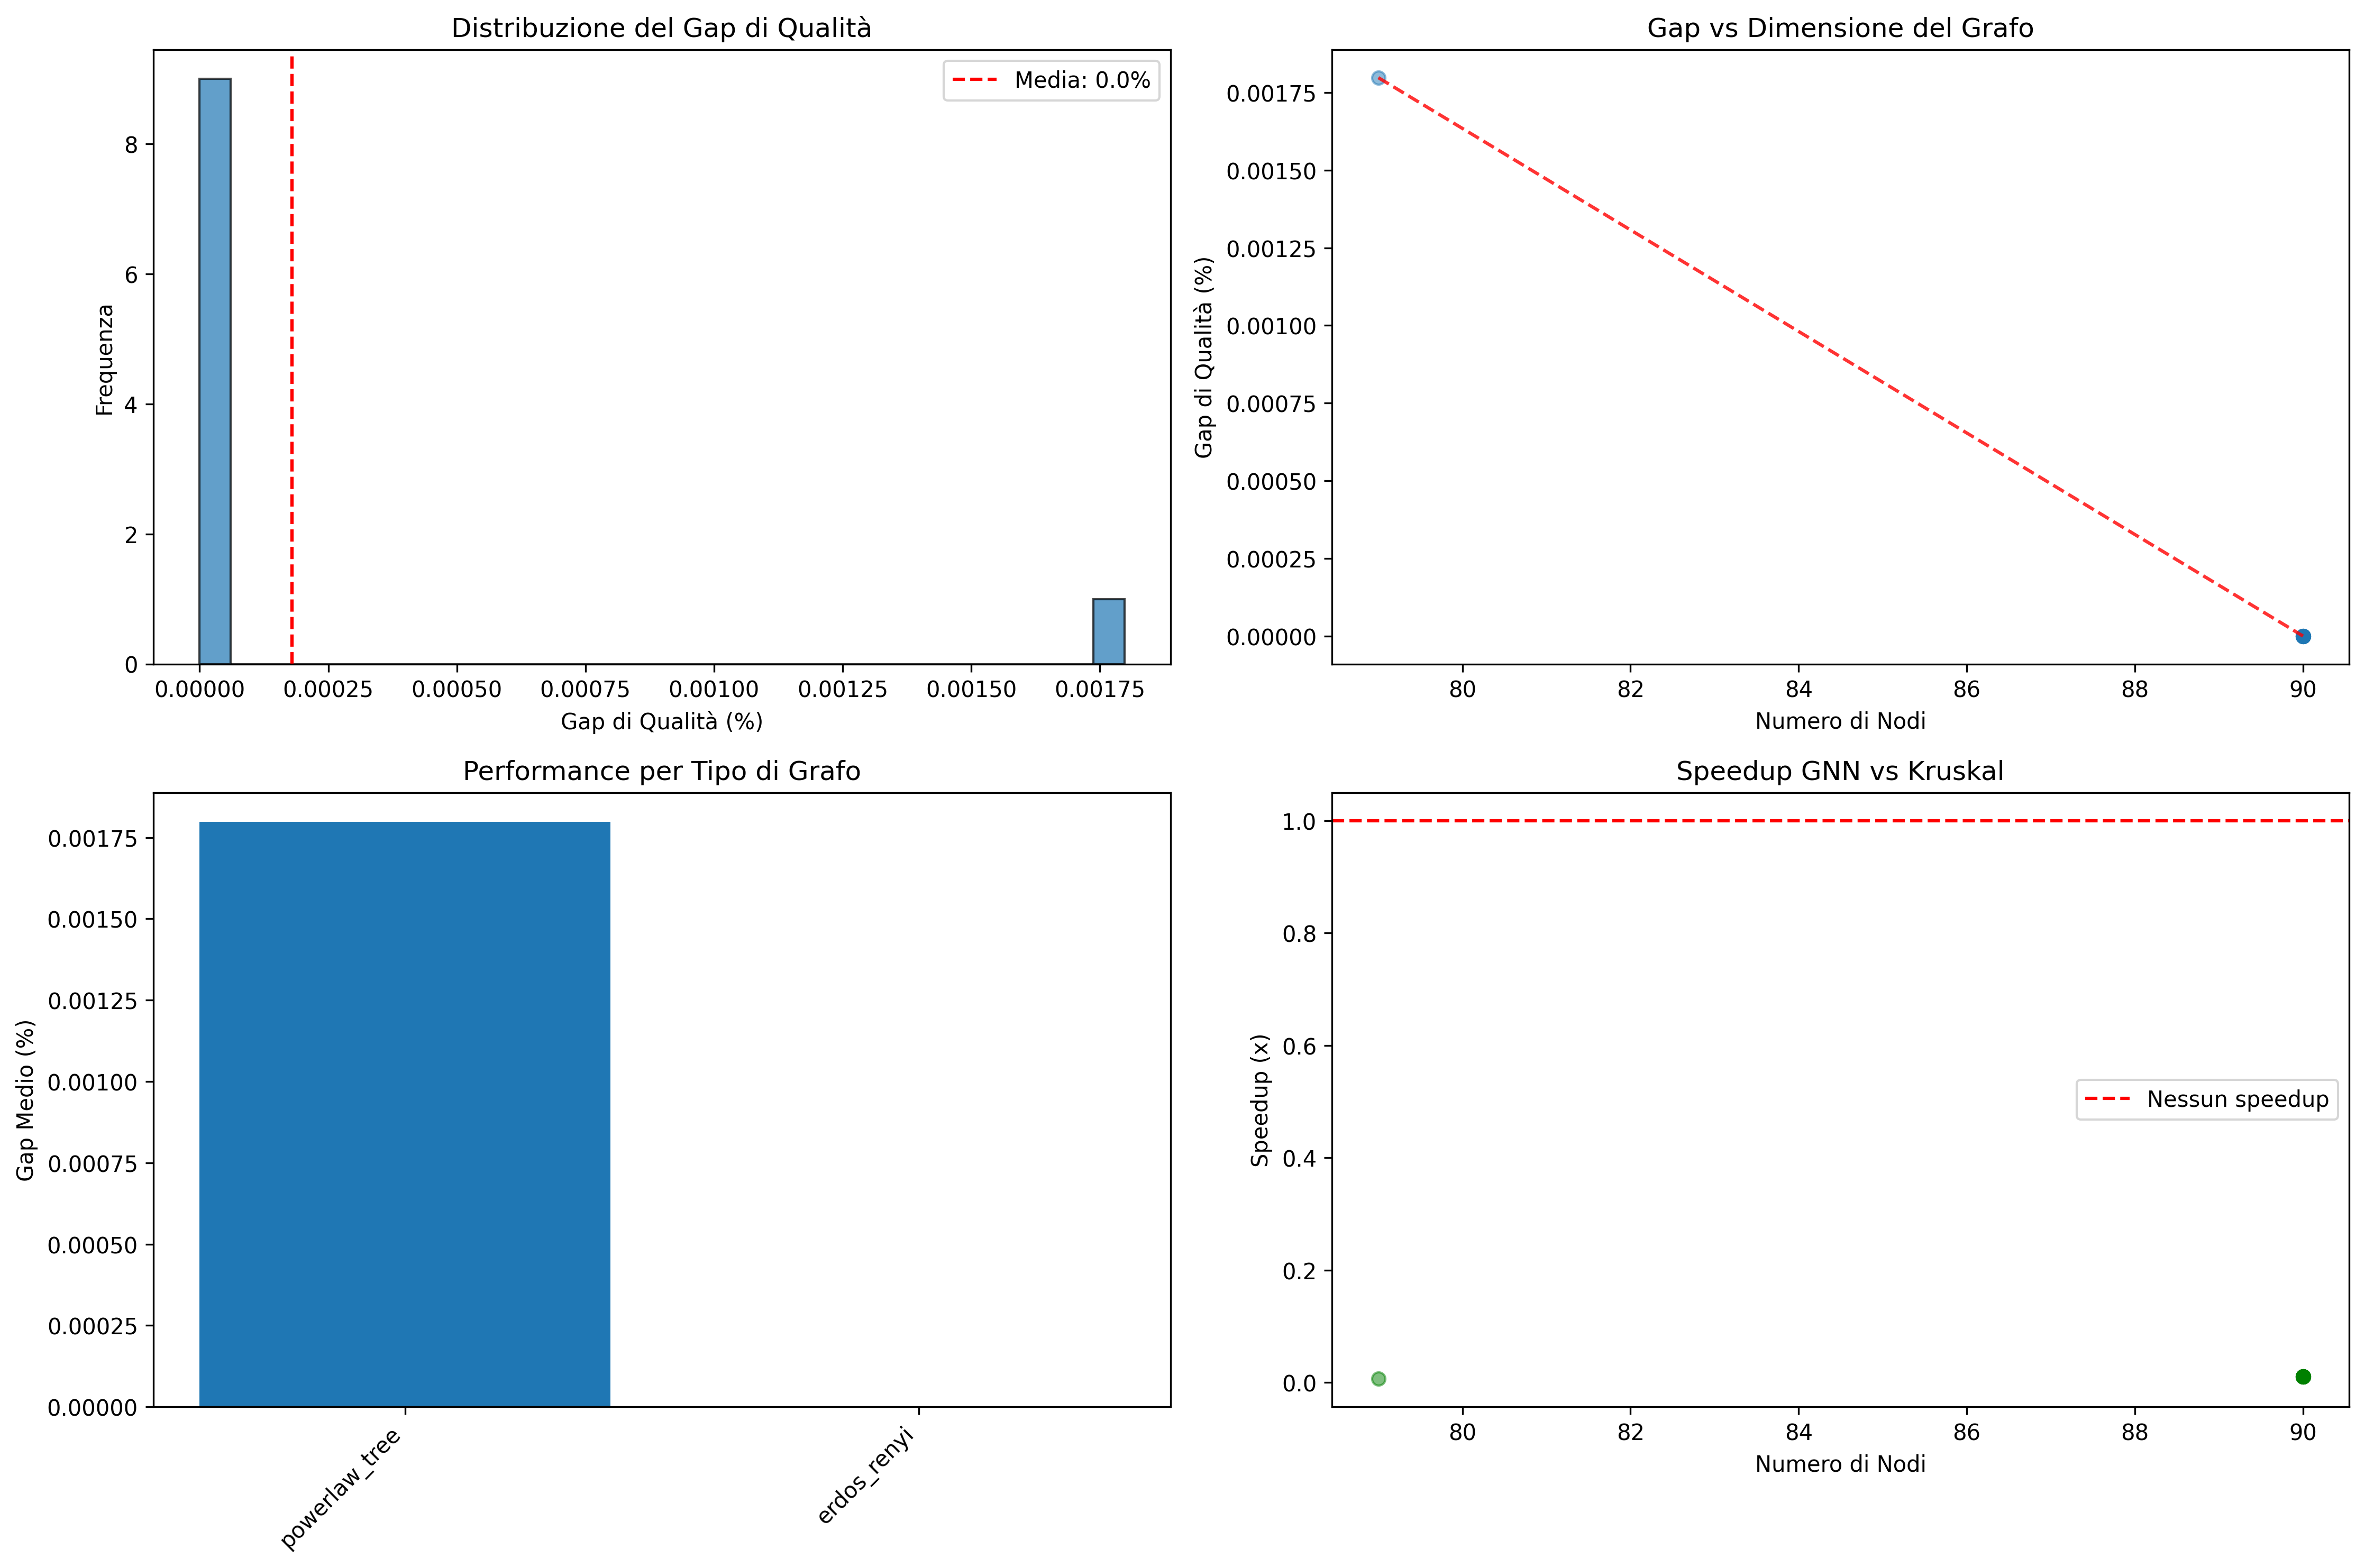 Distribuzione del Gap di Qualità
Media: 0.0%
Frequenza
8
6
4
2
0
0.00000 0.00025 0.00050 0.00075 0.00100 0.00125 0.00150 0.00175
Gap di Qualità (%)
Gap vs Dimensione del Grafo
Gap di Qualità (%)
0.00175
0.00150
0.00125
0.00100
0.00075
0.00050
0.00025
0.00000
80 82 84 86 88 90
Numero di Nodi
Performance per Tipo di Grafo
Gap Medio (%)
0.00175
0.00150
0.00125
0.00100
0.00075
0.00050
0.00025
0.00000
powerlaw_tree
erdos_renyi
Speedup GNN vs Kruskal
Speedup (x)
1.0
0.8
0.6
0.4
0.2
0.0
Nessun speedup
80 82 84 86 88 90
Numero di Nodi